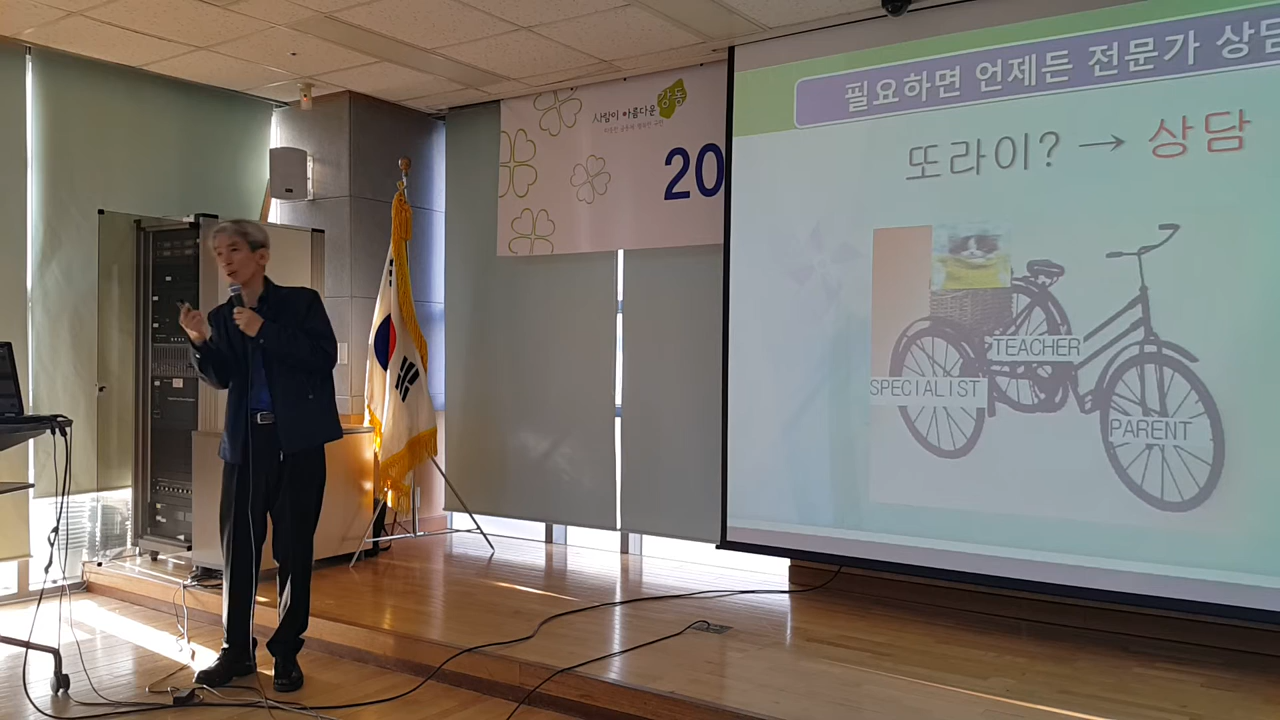 사람이 아름다운 강동
20
필요하면 언제든 전문가 상담
또라이? → 상담
TEACHER
SPECIALIST
PARENT